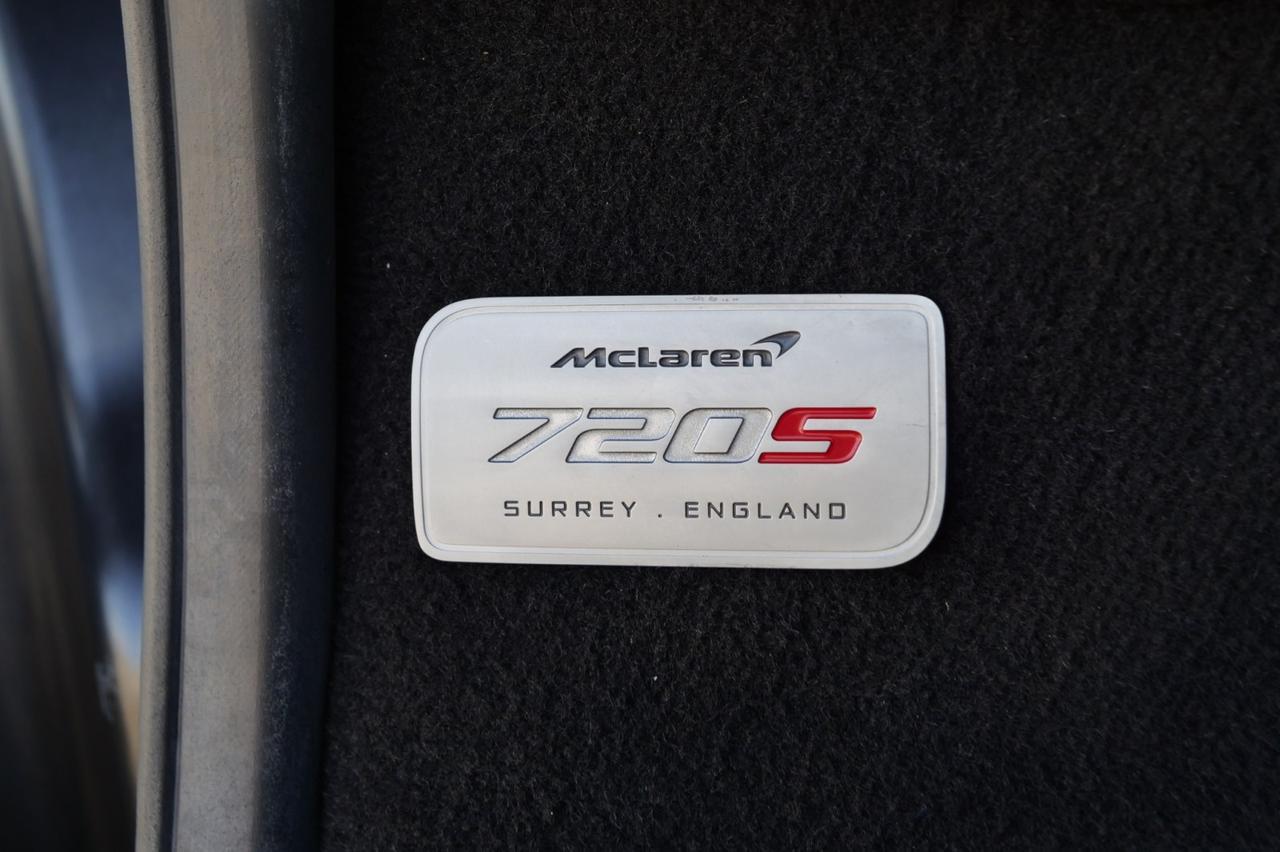 McLaren
720S
SURREY . ENGLAND